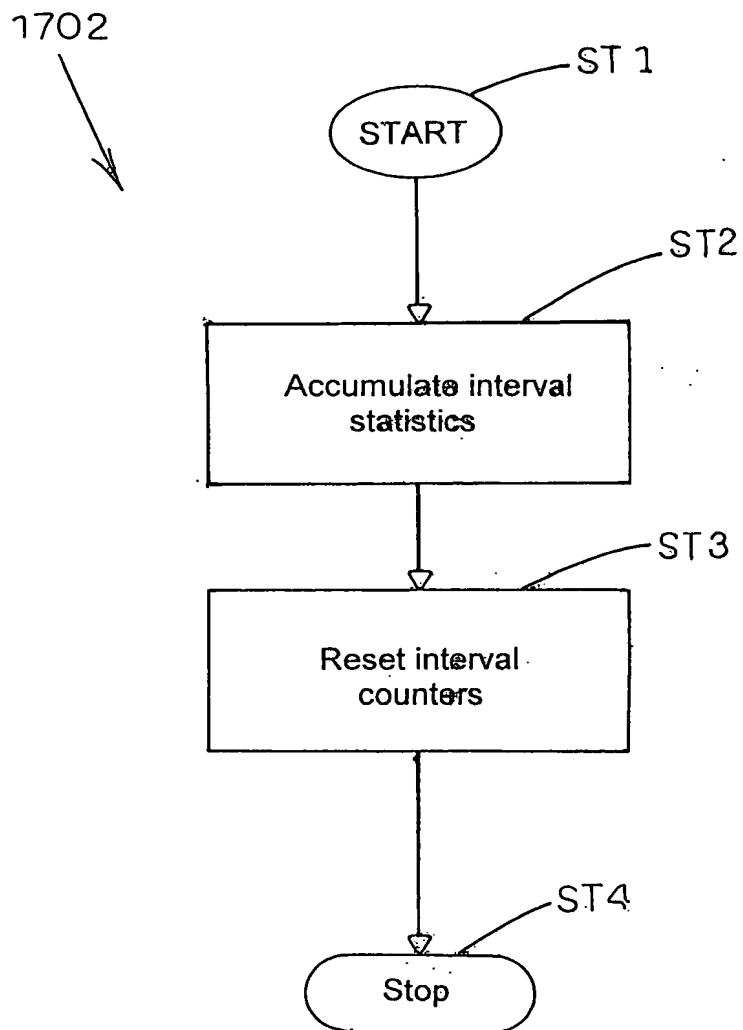 1702
ST 1
START
ST2
Accumulate interval
statistics
ST3
Reset interval
counters
ST4
Stop